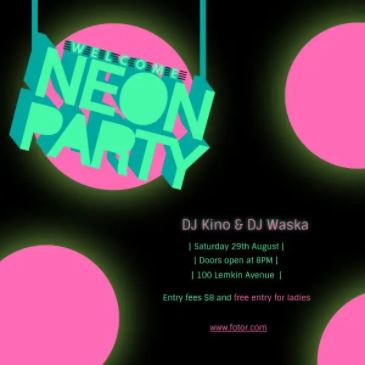 WELCOME
NEON
PARTY
DJ Kino & DJ Waska
| Saturday 29th August |
| Doors open at 8PM |
| 100 Lemkin Avenue |
Entry fees $8 and free entry for ladies
www.fotor.com